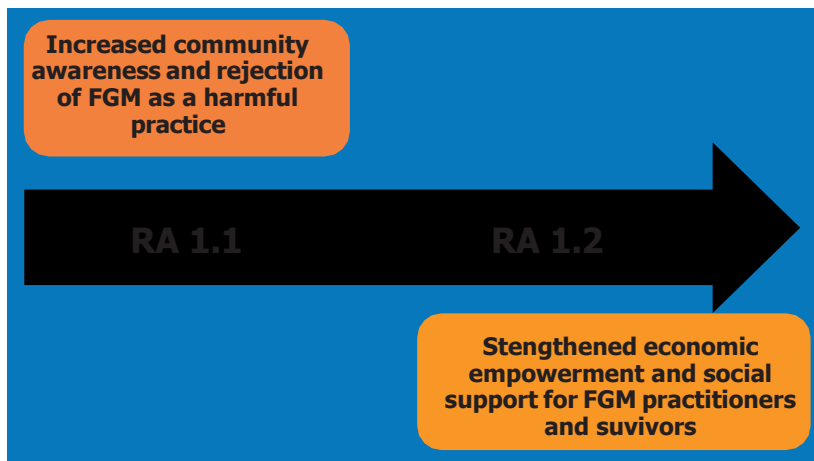 Increased community
awareness and rejection
of FGM as a harmful
practice
RA 1.1
RA 1.2
Stengthened economic
empowerment and social
support for FGM practitioners
and suvivors